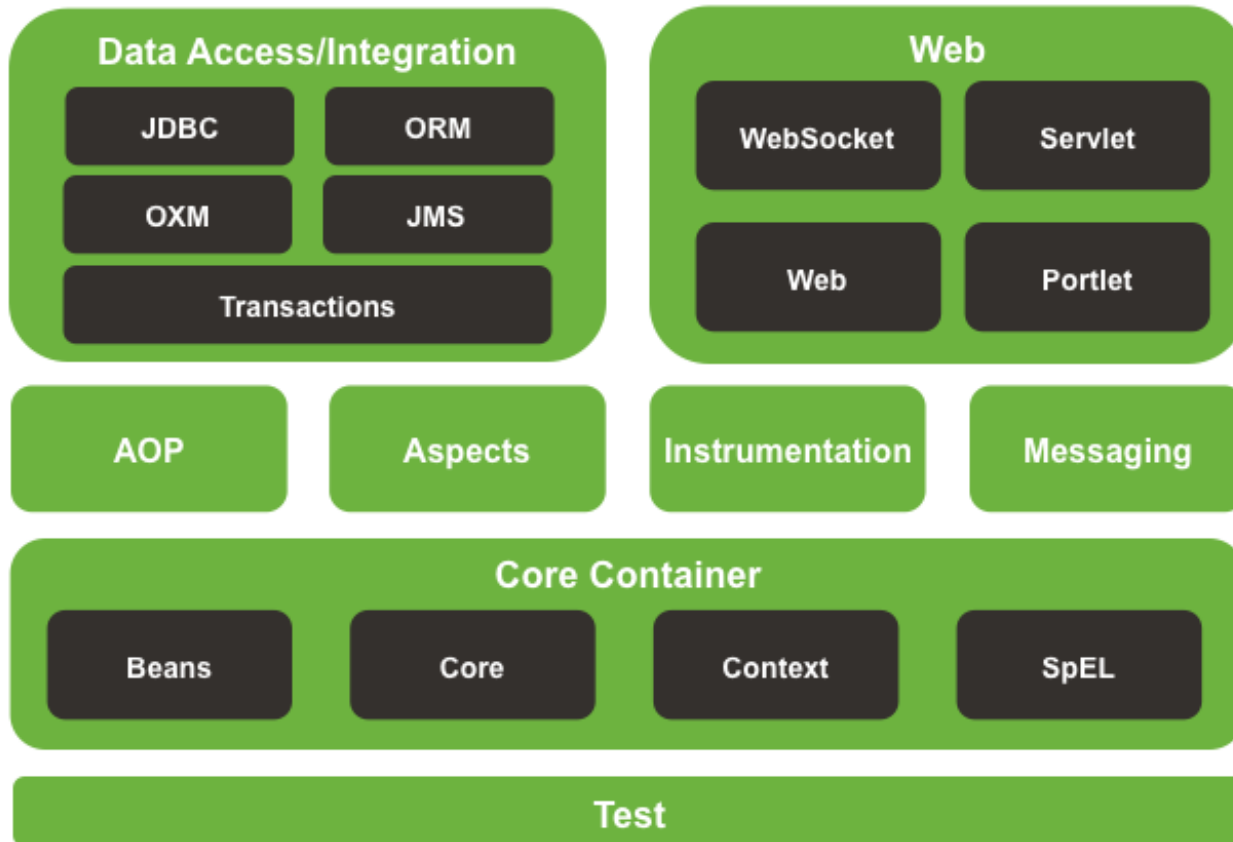 Data Access/Integration
JDBC
ORM
OXM
JMS
Transactions
Web
WebSocket
Servlet
Web
Portlet
AOP
Aspects
Instrumentation
Messaging
Core Container
Beans
Core
Context
SpEL
Test